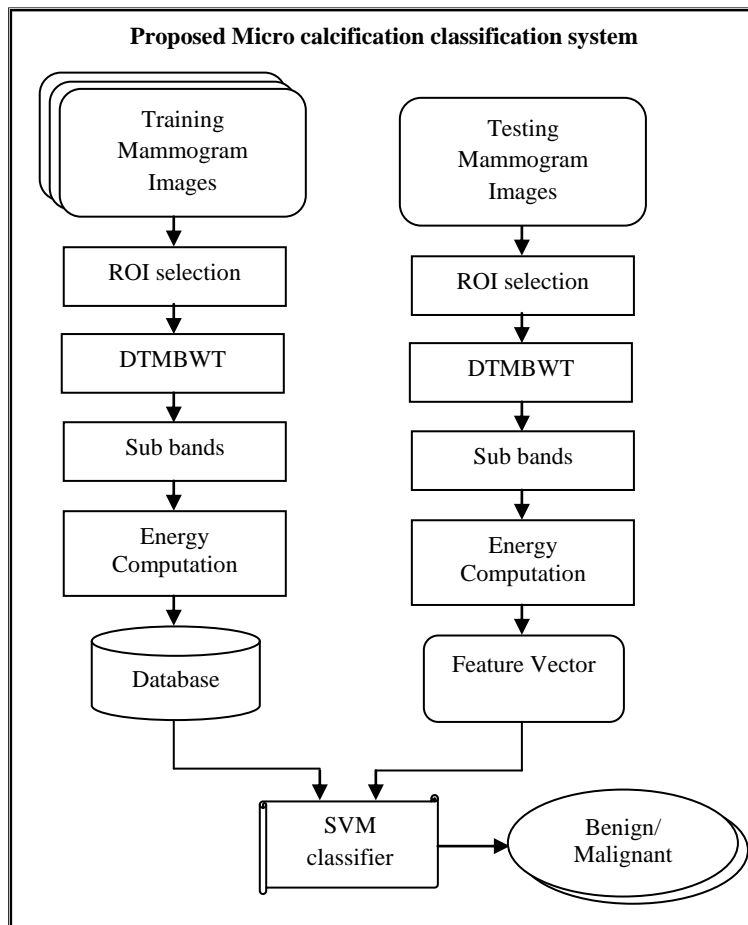 Proposed Micro calcification classification system
Training
Mammogram
Images
ROI selection
DTMBWT
Sub bands
Energy
Computation
Database
Testing
Mammogram
Images
ROI selection
DTMBWT
Sub bands
Energy
Computation
Feature Vector
SVM
classifier
Benign/
Malignant